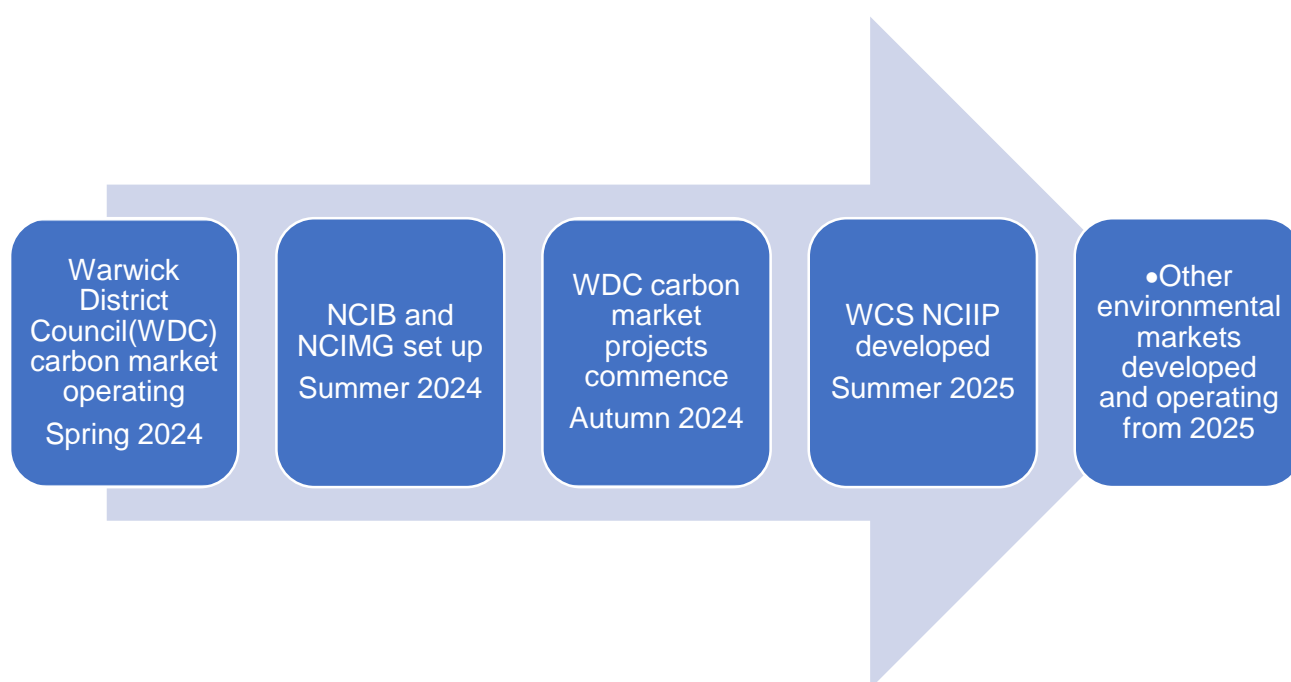 Warwick
District
Council(WDC)
carbon market
operating
Spring 2024
NCIB and
NCIMG set up
Summer 2024
WDC carbon
market
projects
commence
Autumn 2024
WCS NCIIP
developed
Summer 2025
•Other
environmental
markets
developed
and operating
from 2025